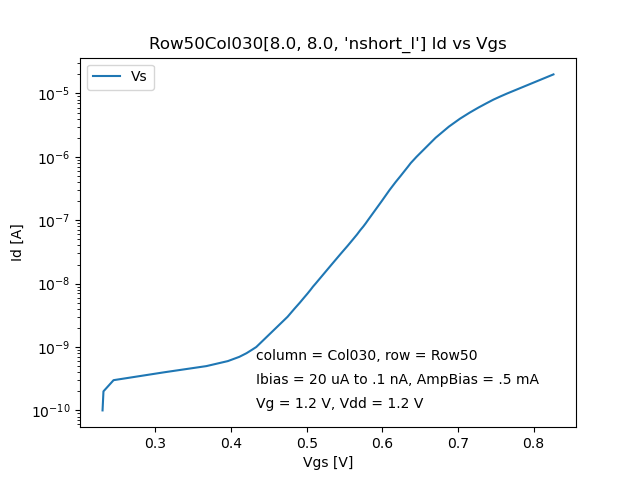 Row50Col030[8.0, 8.0, 'nshort_l'] Id vs Vgs
Vs
10⁻⁵
10⁻⁶
10⁻⁷
10⁻⁸
10⁻⁹
10⁻¹⁰
Id [A]
column = Col030, row = Row50
Ibias = 20 uA to .1 nA, AmpBias = .5 mA
Vg = 1.2 V, Vdd = 1.2 V
0.3 0.4 0.5 0.6 0.7 0.8
Vgs [V]